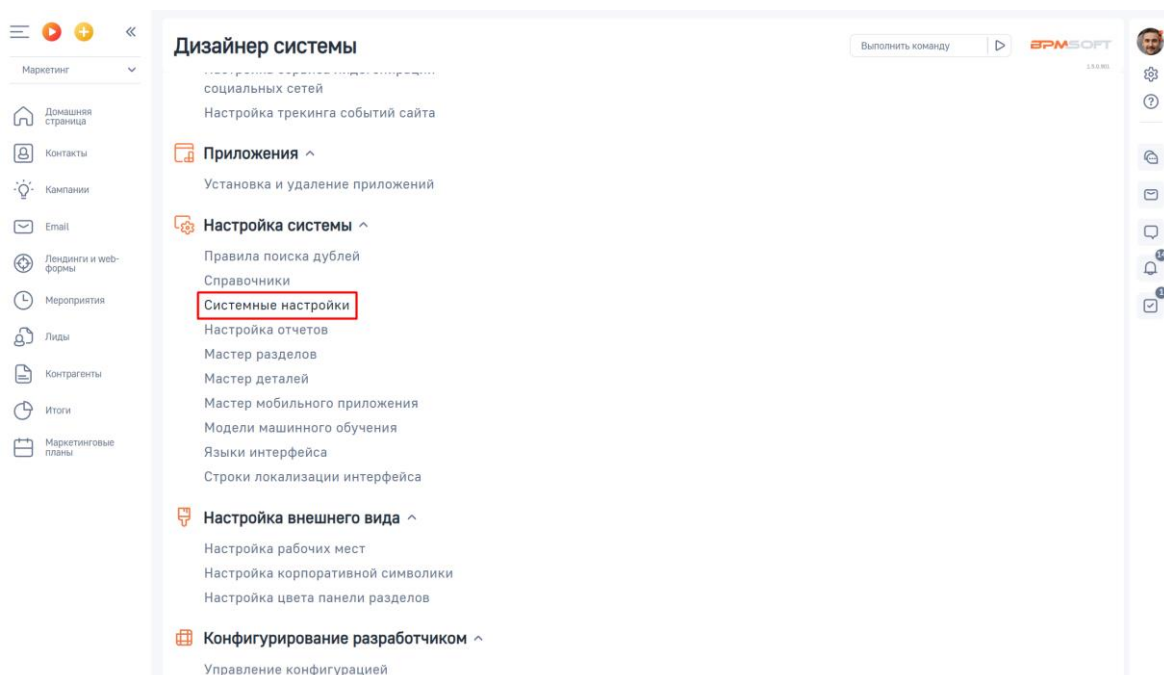 Дизайнер системы
Выполнить команду
BPMSOFT
Маркетинг
Домашняя
страница
Контакты
Кампании
Email
Лендинги и web-
формы
Мероприятия
Лиды
Контрагенты
Итоги
Маркетинговые
планы
социальных сетей
Настройка трекинга событий сайта
Приложения
Установка и удаление приложений
Настройка системы
Правила поиска дублей
Справочники
Системные настройки
Настройка отчетов
Мастер разделов
Мастер деталей
Мастер мобильного приложения
Модели машинного обучения
Языки интерфейса
Строки локализации интерфейса
Настройка внешнего вида
Настройка рабочих мест
Настройка корпоративной символики
Настройка цвета панели разделов
Конфигурирование разработчиком
Управление конфигурацией